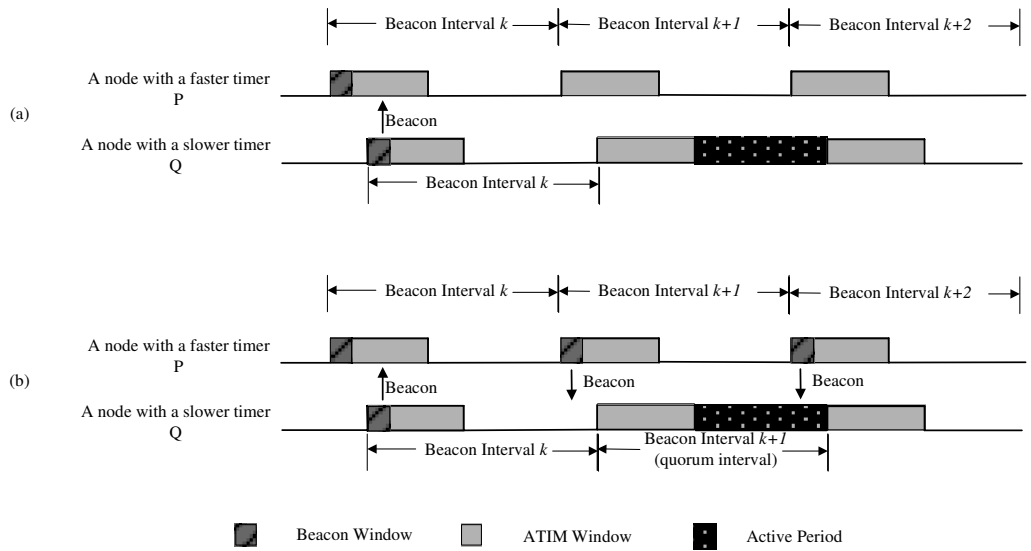 Beacon Interval k
Beacon Interval k+1
Beacon Interval k+2
A node with a faster timer
P
(a)
Beacon
A node with a slower timer
Q
Beacon Interval k
Beacon Interval k
Beacon Interval k+1
Beacon Interval k+2
A node with a faster timer
P
(b)
Beacon
Beacon
Beacon
A node with a slower timer
Q
Beacon Interval k
Beacon Interval k+1
(quorum interval)
Beacon Window
ATIM Window
Active Period